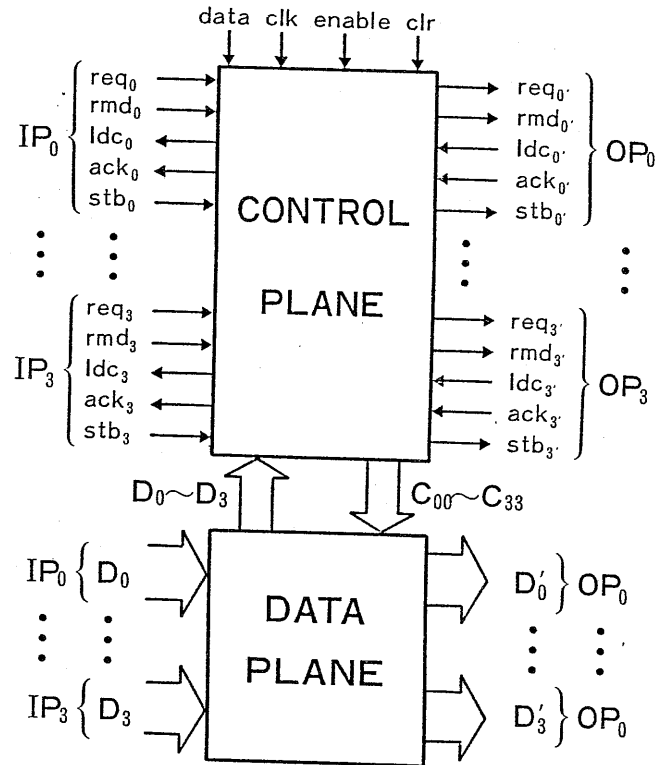 data clk enable clr
IP₀
req₀
rmd₀
ldc₀
ack₀
stb₀
req₀′
rmd₀′
ldc₀′
ack₀′
stb₀′
OP₀
CONTROL
PLANE
IP₃
req₃
rmd₃
ldc₃
ack₃
stb₃
req₃′
rmd₃′
ldc₃′
ack₃′
stb₃′
OP₃
D₀~D₃
C₀₀~C₃₃
IP₀ { D₀
DATA
PLANE
D₀′ } OP₀
IP₃ { D₃
D₃′ } OP₀